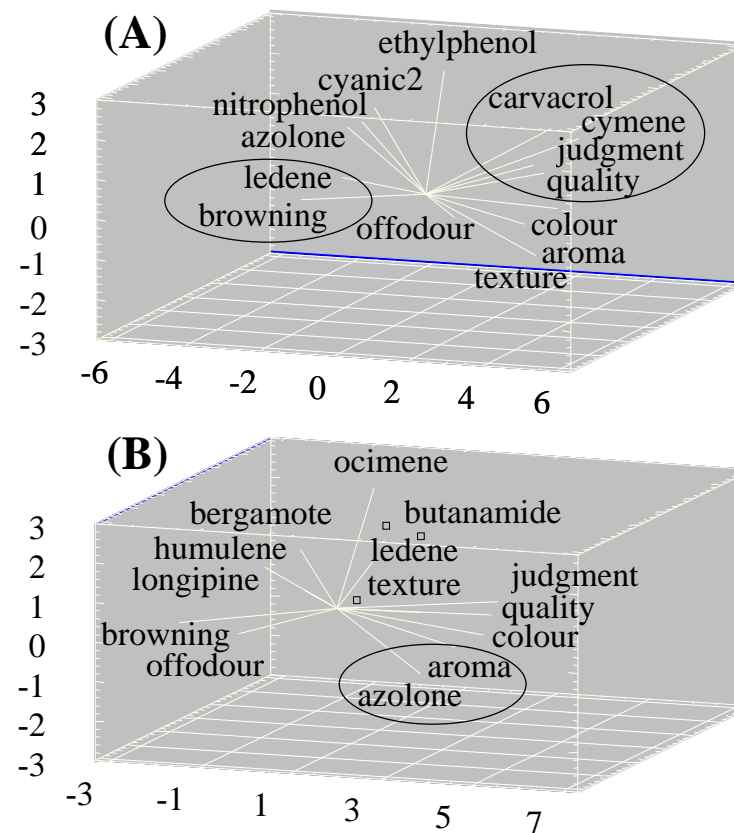 (A)
ethylphenol
cyanic2
carvacrol
nitrophenol
cymene
azolone
judgment
ledene
quality
browning
offodour
colour
aroma
texture
3
2
1
0
-1
-2
-3
-6 -4 -2 0 2 4 6
(B)
ocimene
bergamote
butanamide
humulene
ledene
longipine
texture
judgment
quality
browning
colour
offodour
aroma
azolone
3
2
1
0
-1
-2
-3
-3 -1 1 3 5 7